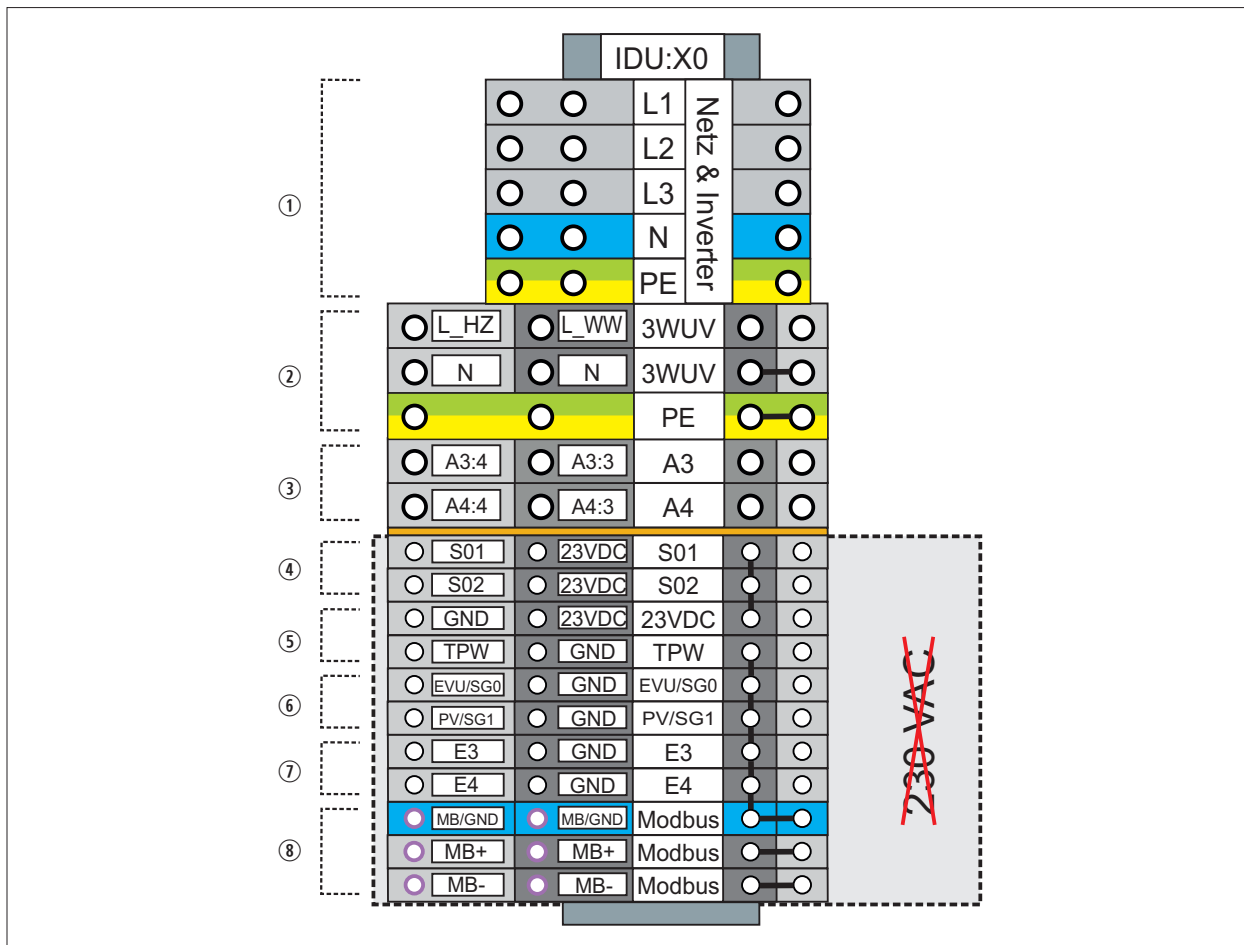 IDU:X0
L1
L2
L3
N
PE
Netz & Inverter
①
L_HZ L_WW 3WUV
N N 3WUV
PE
②
A3:4 A3:3 A3
A4:4 A4:3 A4
③
S01 23VDC S01
S02 23VDC S02
④
GND 23VDC 23VDC
TPW GND TPW
⑤
EVU/SG0 GND EVU/SG0
PV/SG1 GND PV/SG1
⑥
E3 GND E3
E4 GND E4
⑦
MB/GND MB/GND Modbus
MB+ MB+ Modbus
MB- MB- Modbus
⑧
230 VAC